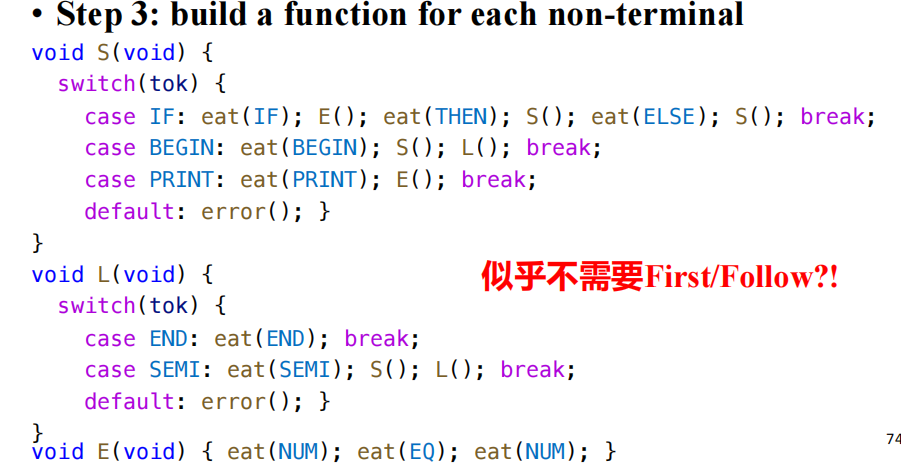 • Step 3: build a function for each non-terminal
void S(void) {
switch(tok) {
case IF: eat(IF); E(); eat(THEN); S(); eat(ELSE); S(); break;
case BEGIN: eat(BEGIN); S(); L(); break;
case PRINT: eat(PRINT); E(); break;
default: error(); }
}
void L(void) {
似乎不需要First/Follow?!
switch(tok) {
case END: eat(END); break;
case SEMI: eat(SEMI); S(); L(); break;
default: error(); }
}
void E(void) { eat(NUM); eat(EQ); eat(NUM); }
74